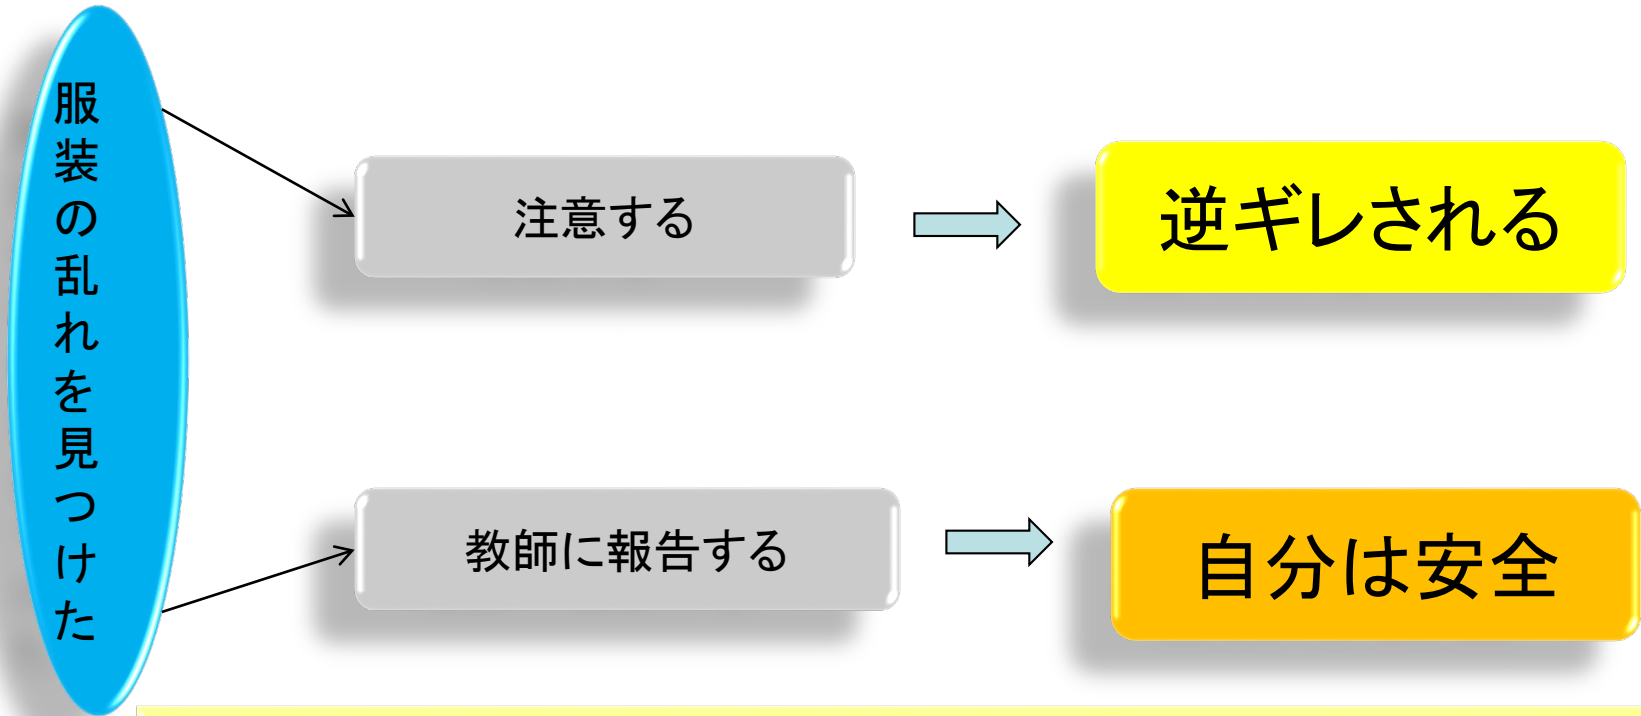 服装の乱れを見つけた
注意する
逆ギレされる
教師に報告する
自分は安全